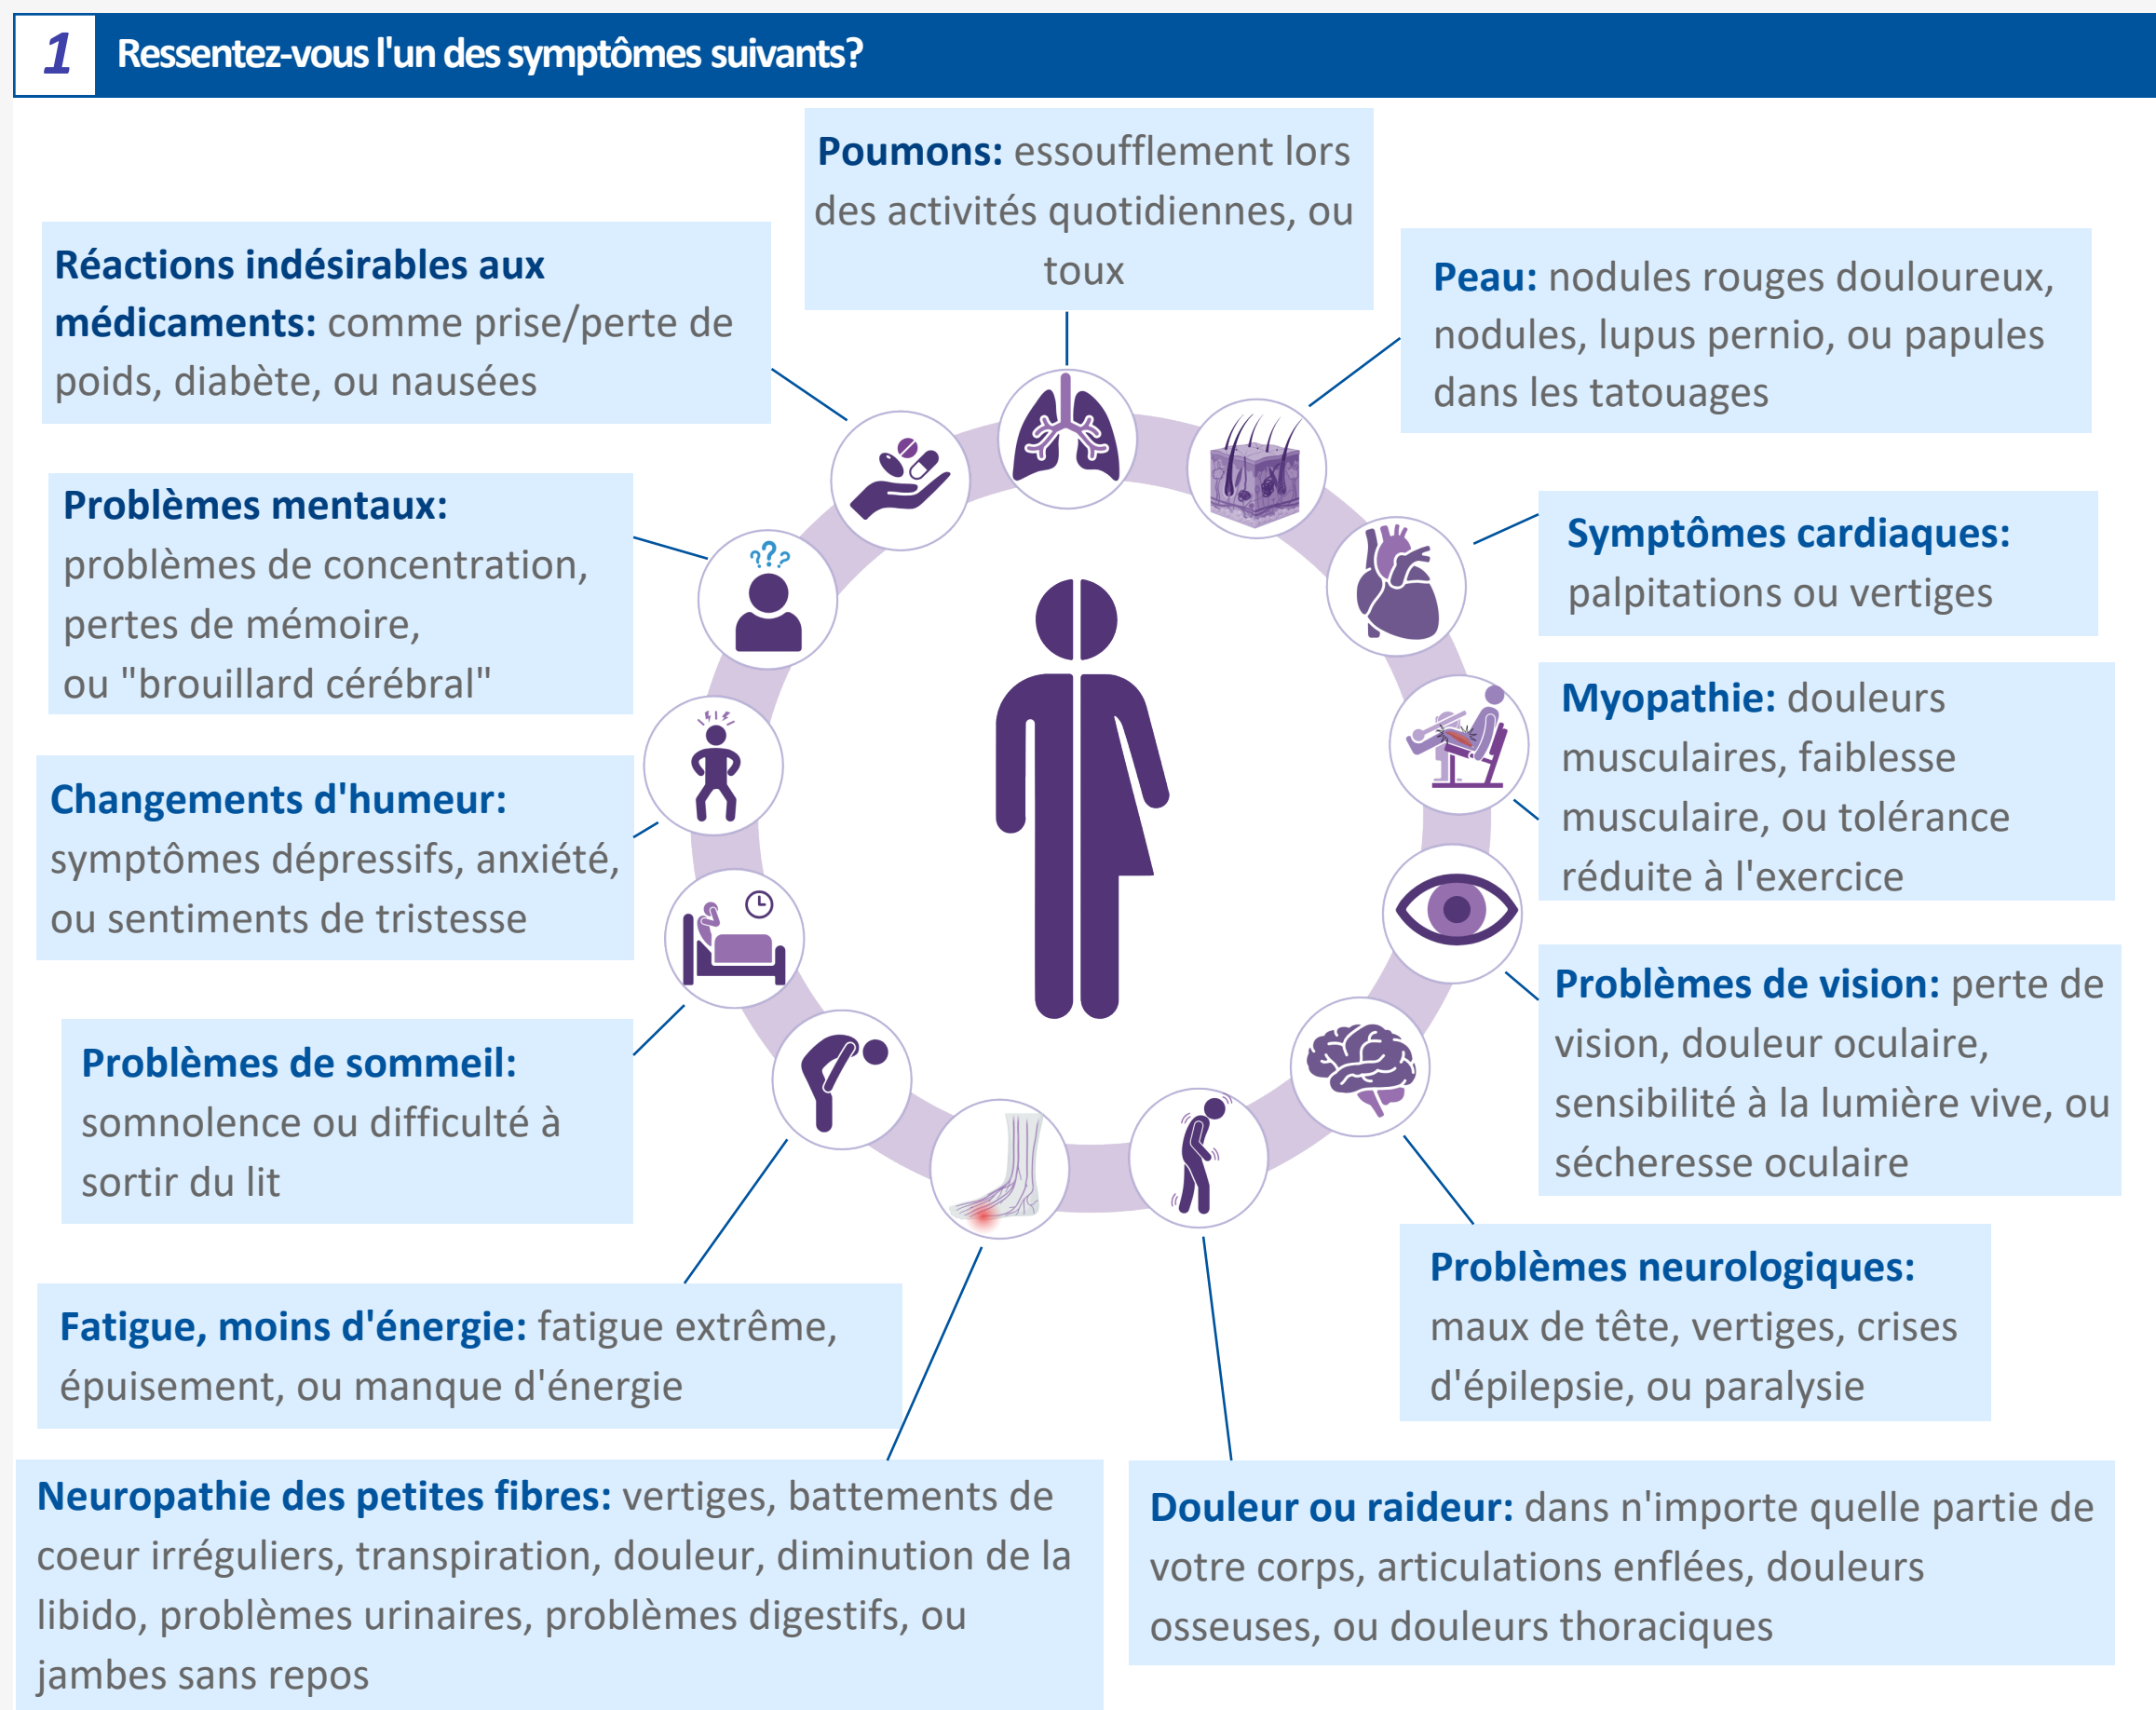 1
Ressentez-vous l'un des symptômes suivants?
Poumons: essoufflement lors
des activités quotidiennes, ou
toux
Réactions indésirables aux
médicaments: comme prise/perte de
poids, diabète, ou nausées
Peau: nodules rouges douloureux,
nodules, lupus pernio, ou papules
dans les tatouages
Problèmes mentaux:
problèmes de concentration,
pertes de mémoire,
ou "brouillard cérébral"
???
Symptômes cardiaques:
palpitations ou vertiges
Myopathie: douleurs
musculaires, faiblesse
musculaire, ou tolérance
réduite à l'exercice
Changements d'humeur:
symptômes dépressifs, anxiété,
ou sentiments de tristesse
Problèmes de vision: perte de
vision, douleur oculaire,
sensibilité à la lumière vive, ou
sécheresse oculaire
Problèmes de sommeil:
somnolence ou difficulté à
sortir du lit
Problèmes neurologiques:
maux de tête, vertiges, crises
d'épilepsie, ou paralysie
Fatigue, moins d'énergie: fatigue extrême,
épuisement, ou manque d'énergie
Neuropathie des petites fibres: vertiges, battements de
coeur irréguliers, transpiration, douleur, diminution de la
libido, problèmes urinaires, problèmes digestifs, ou
jambes sans repos
Douleur ou raideur: dans n'importe quelle partie de
votre corps, articulations enflées, douleurs
osseuses, ou douleurs thoraciques